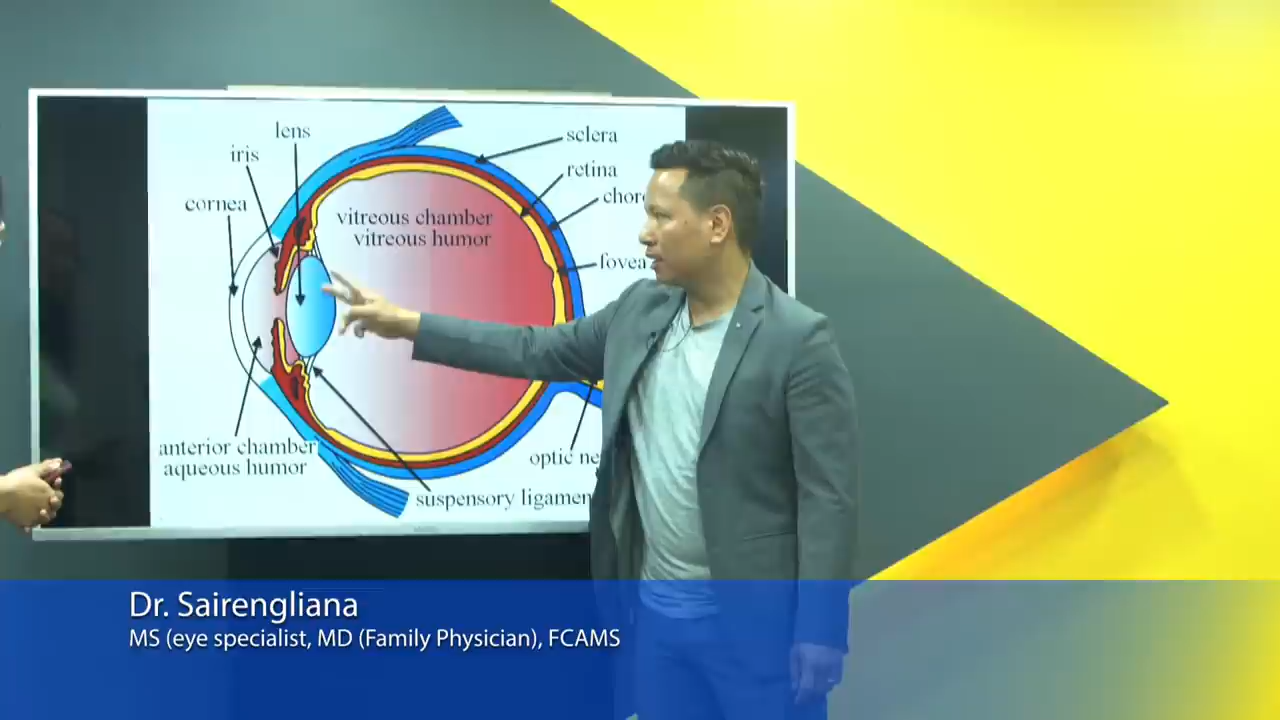 lens
iris
cornea
sclera
retina
vitreous chamber
vitreous humor
fovea
anterior chamber
aqueous humor
optic
suspensory
Dr. Sairengliana
MS (eye specialist, MD (Family Physician), FCAMS